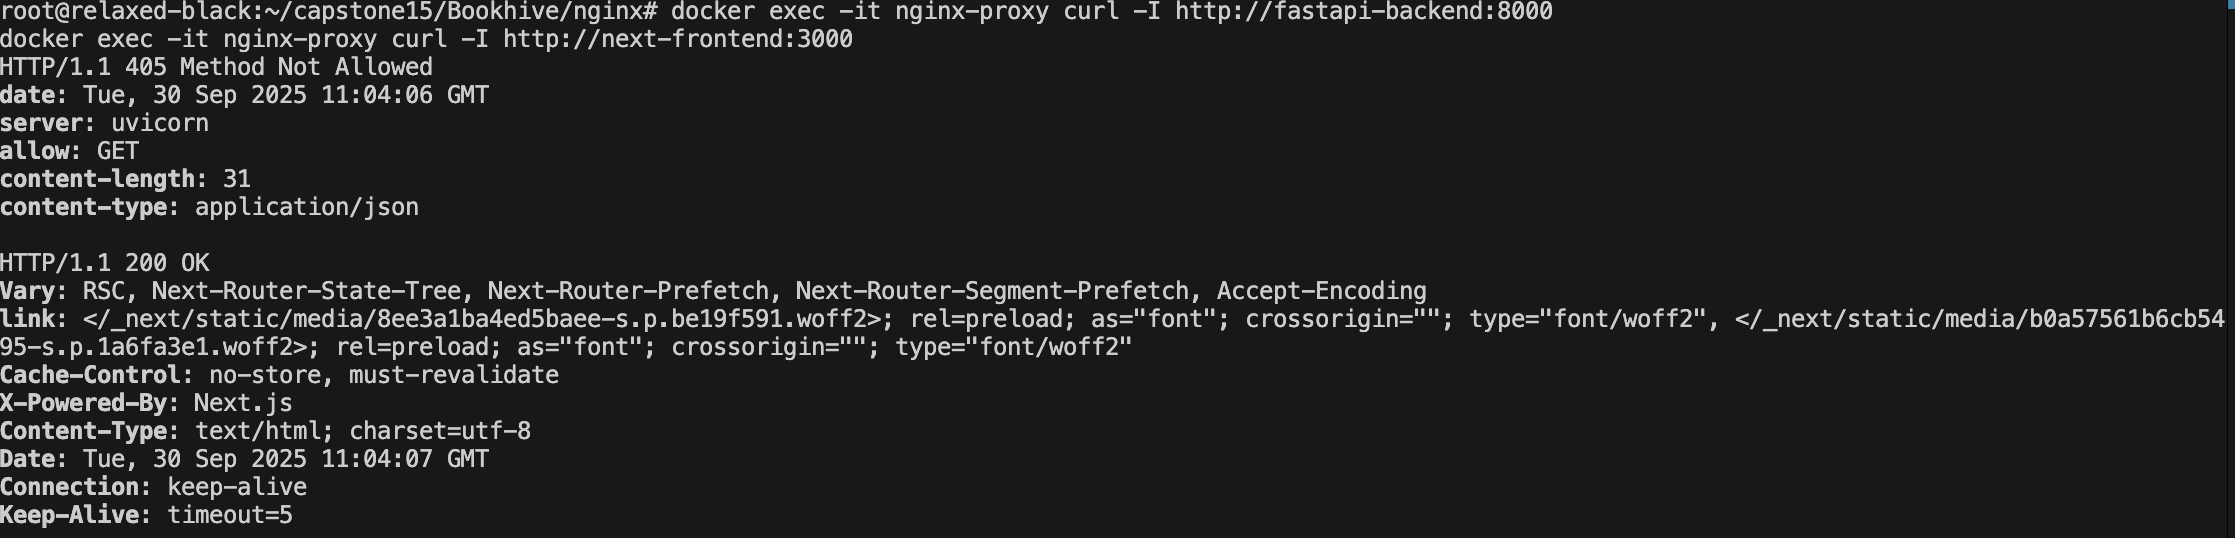 root@relaxed-black:~/capstone15/Bookhive/nginx# docker exec -it nginx-proxy curl -I http://fastapi-backend:8000
docker exec -it nginx-proxy curl -I http://next-frontend:3000
HTTP/1.1 405 Method Not Allowed
date: Tue, 30 Sep 2025 11:04:06 GMT
server: uvicorn
allow: GET
content-length: 31
content-type: application/json

HTTP/1.1 200 OK
Vary: RSC, Next-Router-State-Tree, Next-Router-Prefetch, Next-Router-Segment-Prefetch, Accept-Encoding
link: </_next/static/media/8ee3a1ba4ed5baee-s.p.be19f591.woff2>; rel=preload; as="font"; crossorigin=""; type="font/woff2", </_next/static/media/b0a57561b6cb54
95-s.p.1a6fa3e1.woff2>; rel=preload; as="font"; crossorigin=""; type="font/woff2"
Cache-Control: no-store, must-revalidate
X-Powered-By: Next.js
Content-Type: text/html; charset=utf-8
Date: Tue, 30 Sep 2025 11:04:07 GMT
Connection: keep-alive
Keep-Alive: timeout=5